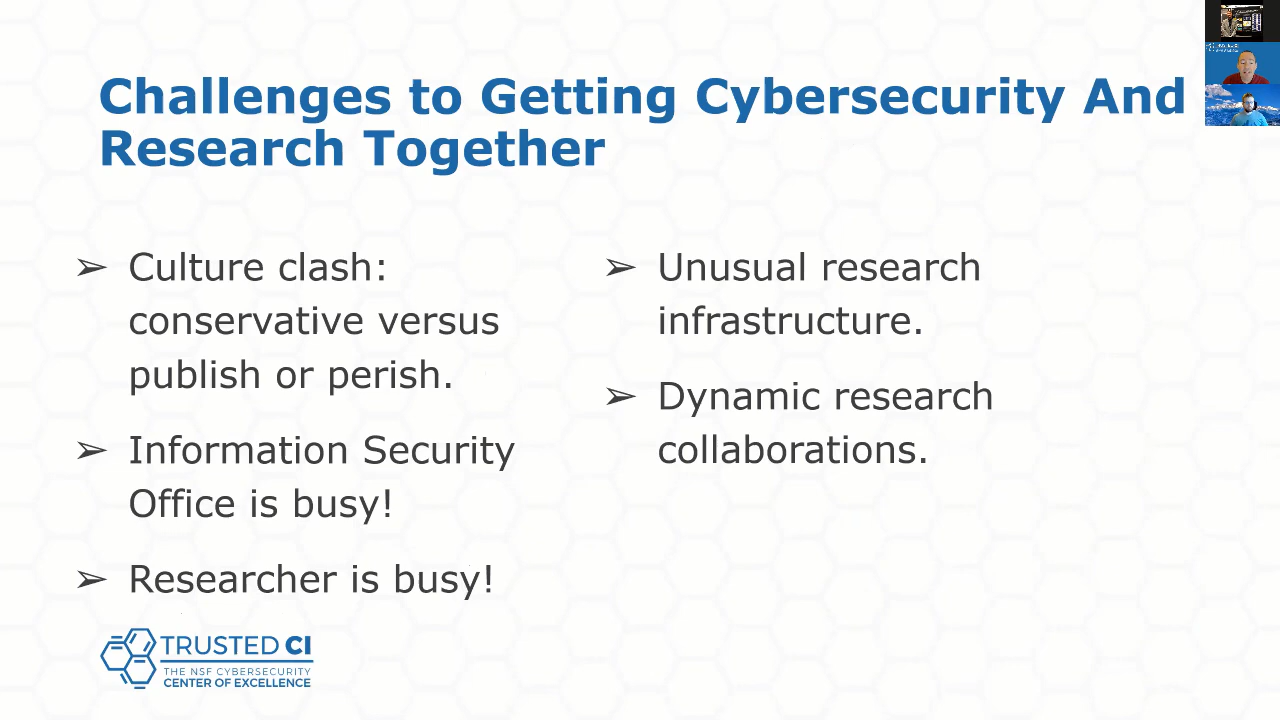 Challenges to Getting Cybersecurity And
Research Together
➢ Culture clash:
conservative versus
publish or perish.
➢ Information Security
Office is busy!
➢ Researcher is busy!
➢ Unusual research
infrastructure.
➢ Dynamic research
collaborations.
TRUSTED CI
THE NSF CYBERSECURITY
CENTER OF EXCELLENCE